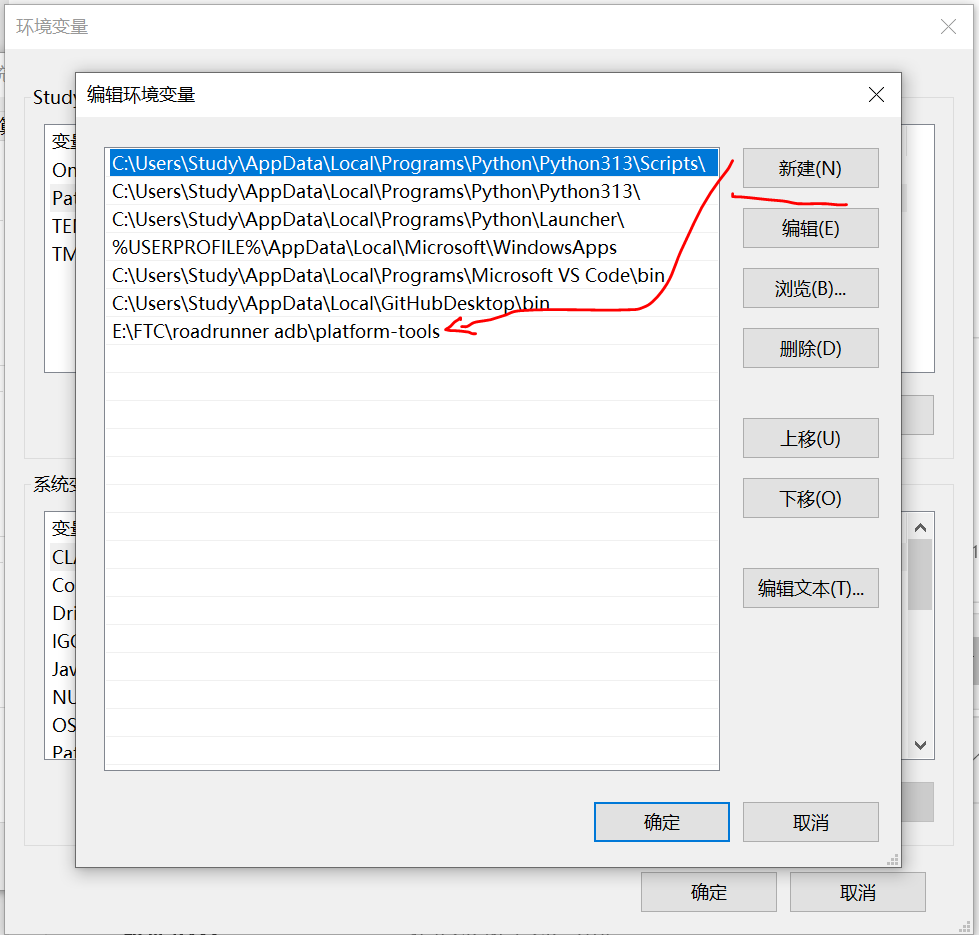 环境变量
Study
编辑环境变量
变量
C:\Users\Study\AppData\Local\Programs\Python\Python313\Scripts\
C:\Users\Study\AppData\Local\Programs\Python\Python313\
C:\Users\Study\AppData\Local\Programs\Python\Launcher\
%USERPROFILE%\AppData\Local\Microsoft\WindowsApps
C:\Users\Study\AppData\Local\Programs\Microsoft VS Code\bin
C:\Users\Study\AppData\Local\GitHubDesktop\bin
E:\FTC\roadrunner adb\platform-tools
新建(N)
编辑(E)
浏览(B)...
删除(D)
上移(U)
下移(O)
编辑文本(T)...
On
Pat
TE
TM
系统变
变量
CLA
Co
Dri
IGC
Jav
NU
OS
Pat
确定
取消
确定
取消